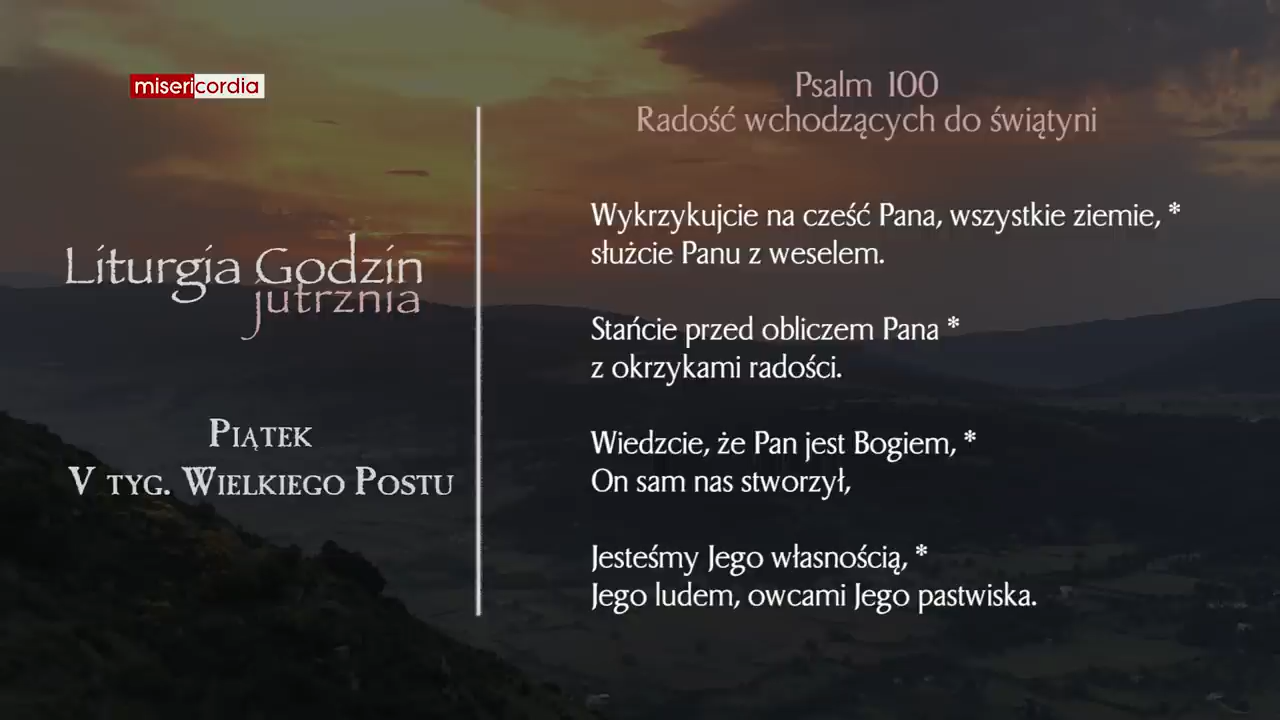 misericordia
Liturgia Godzin
jutrznia
Piątek
V tyg. Wielkiego Postu
Psalm 100
Radość wchodzących do świątyni
Wykrzykujcie na cześć Pana, wszystkie ziemie, *
służcie Panu z weselem.
Stańcie przed obliczem Pana *
z okrzykami radości.
Wiedzcie, że Pan jest Bogiem, *
On sam nas stworzył,
Jesteśmy Jego własnością, *
Jego ludem, owcami Jego pastwiska.